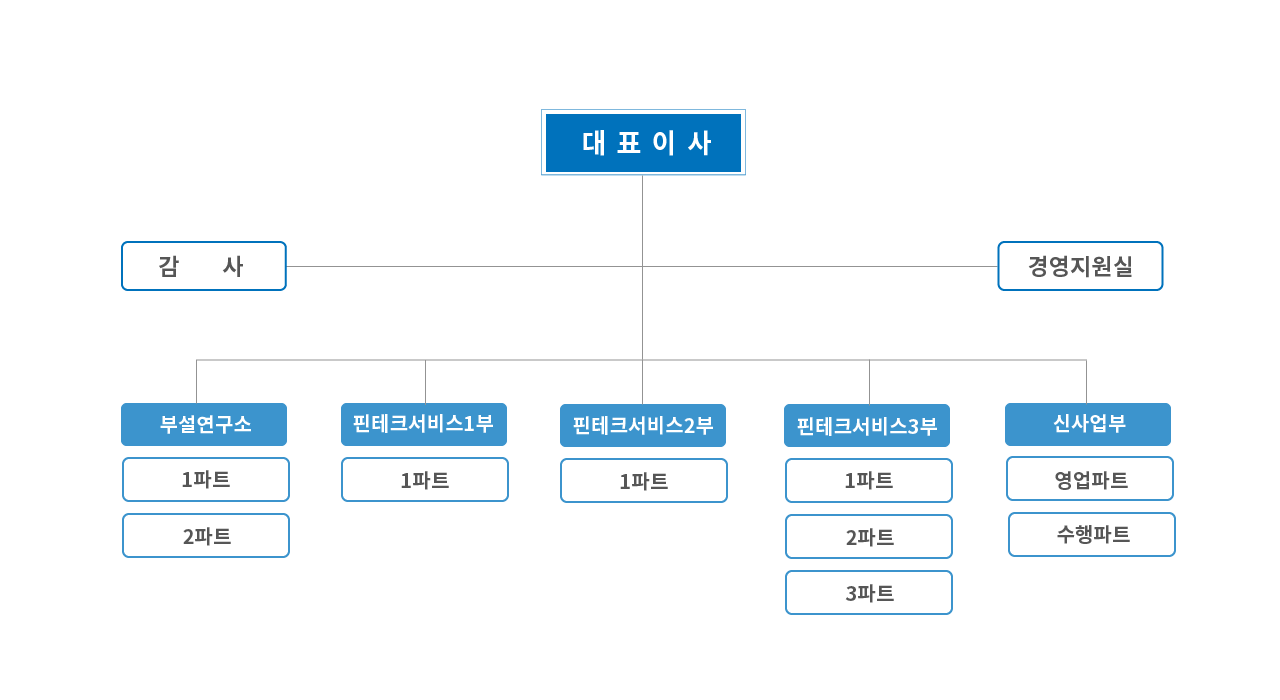 대표이사
감 사
경영지원실
부설연구소
1파트
2파트
핀테크서비스1부
1파트
핀테크서비스2부
1파트
핀테크서비스3부
1파트
2파트
3파트
신사업부
영업파트
수행파트